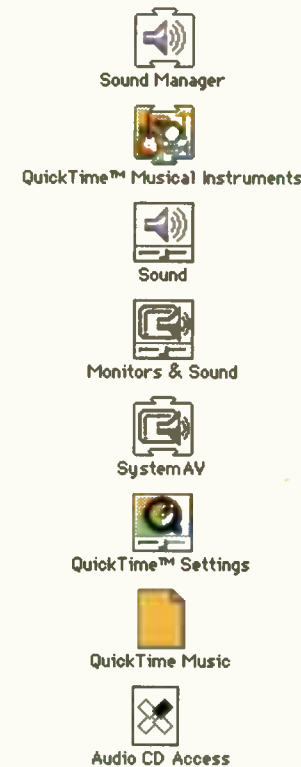 Sound Manager
QuickTime™ Musical Instruments
Sound
Monitors & Sound
SystemAV
QuickTime™ Settings
QuickTime Music
Audio CD Access